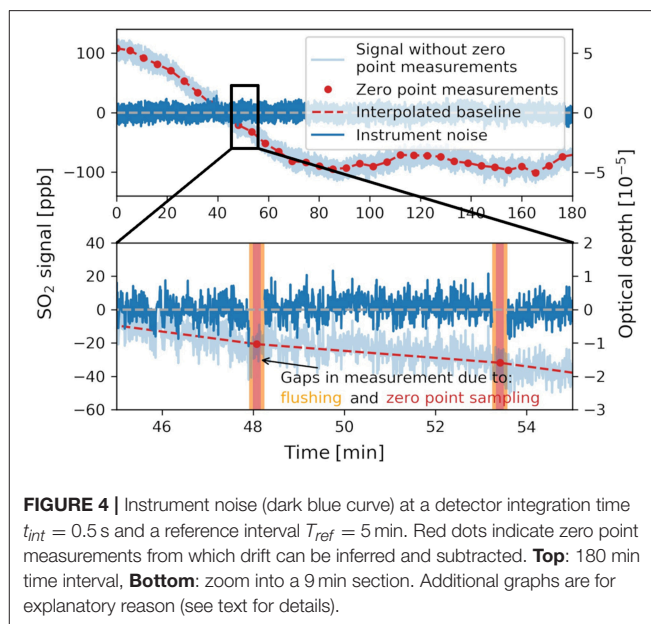 100
0
−100
5
0
−5
Signal without zero
point measurements
Zero point measurements
Interpolated baseline
Instrument noise
0 20 40 60 80 100 120 140 160 180
SO2 signal [ppb]
Optical depth [10⁻⁵]
40
20
0
−20
−40
−60
2
1
0
−1
−2
−3
Gaps in measurement due to:
flushing and zero point sampling
46 48 50 52 54
Time [min]
FIGURE 4 | Instrument noise (dark blue curve) at a detector integration time
t_int = 0.5 s and a reference interval T_ref = 5 min. Red dots indicate zero point
measurements from which drift can be inferred and subtracted. Top: 180 min
time interval, Bottom: zoom into a 9 min section. Additional graphs are for
explanatory reason (see text for details).